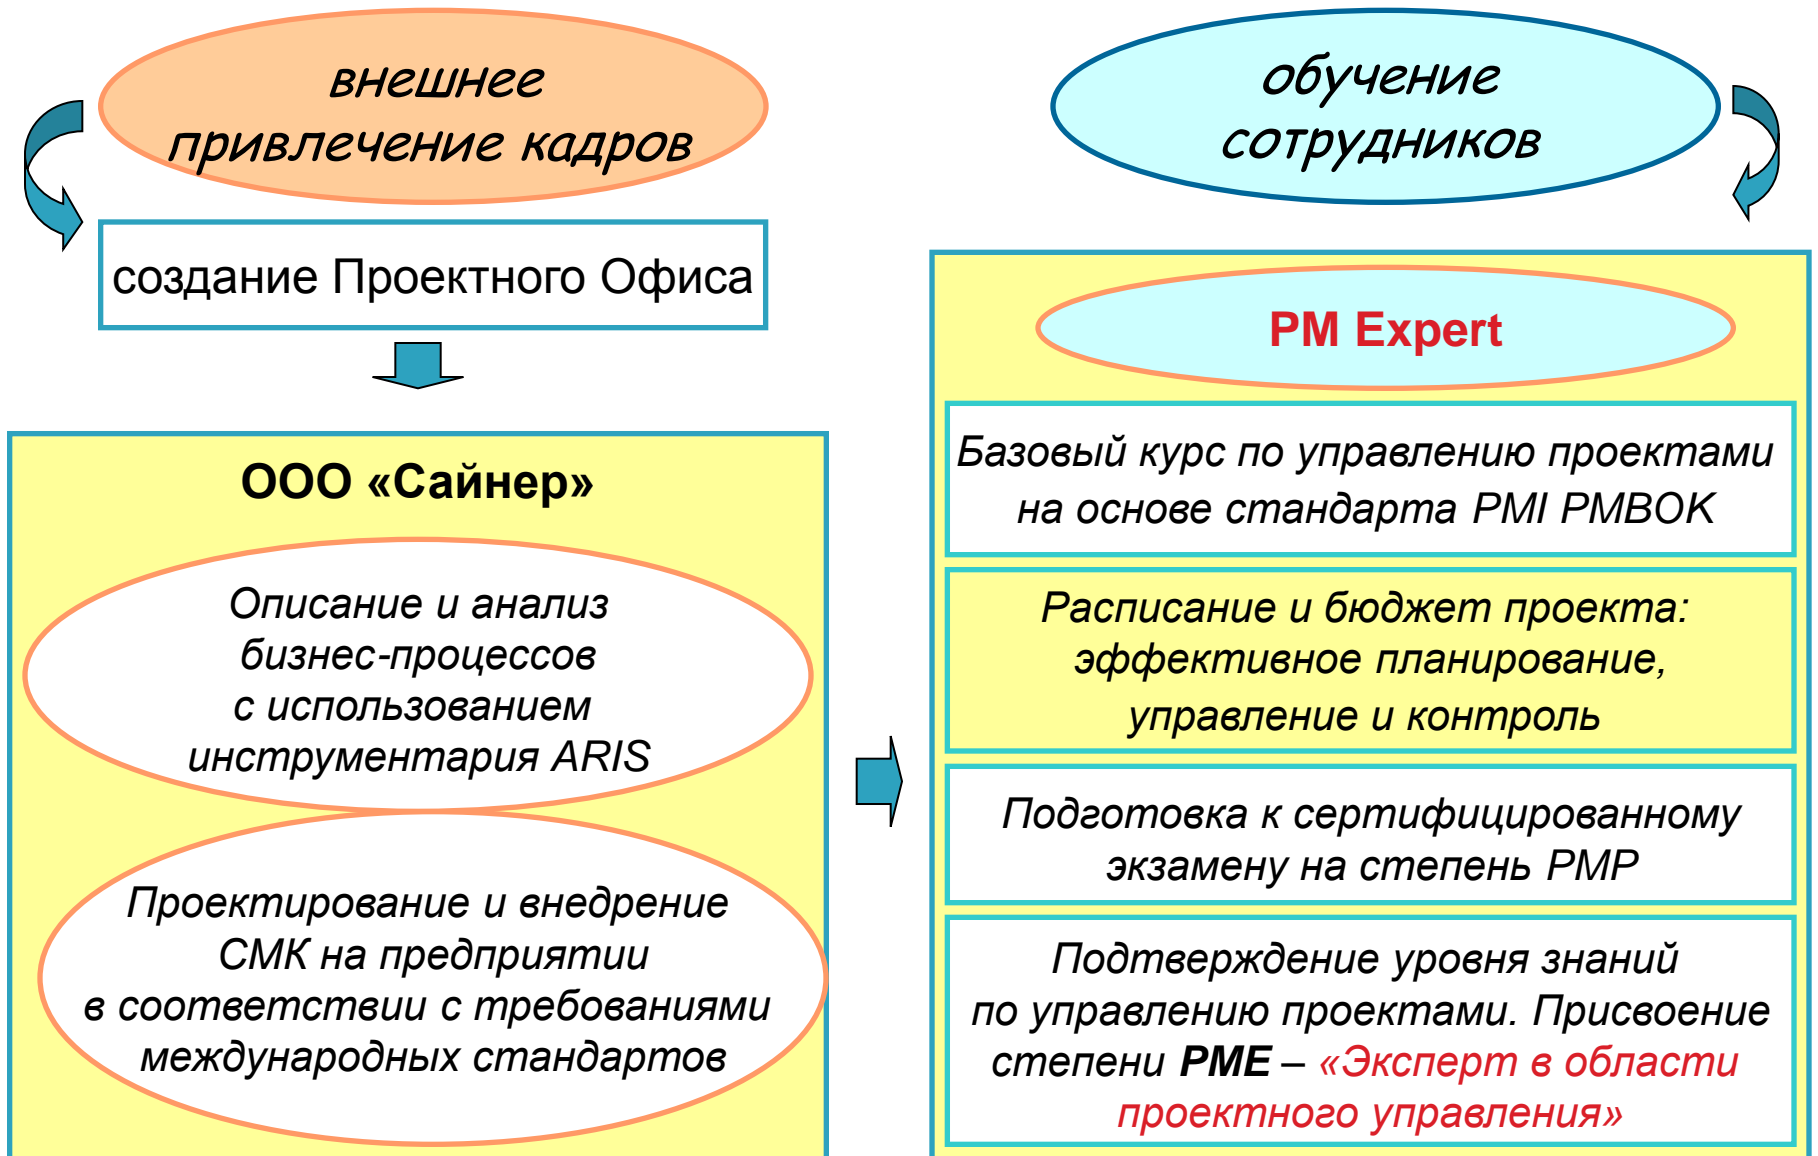 внешнее
привлечение кадров
создание Проектного Офиса
ООО «Сайнер»
Описание и анализ
бизнес-процессов
с использованием
инструментария ARIS
Проектирование и внедрение
СМК на предприятии
в соответствии с требованиями
международных стандартов
обучение
сотрудников
PM Expert
Базовый курс по управлению проектами
на основе стандарта PMI PMBOK
Расписание и бюджет проекта:
эффективное планирование,
управление и контроль
Подготовка к сертифицированному
экзамену на степень PMP
Подтверждение уровня знаний
по управлению проектами. Присвоение
степени PME – «Эксперт в области
проектного управления»